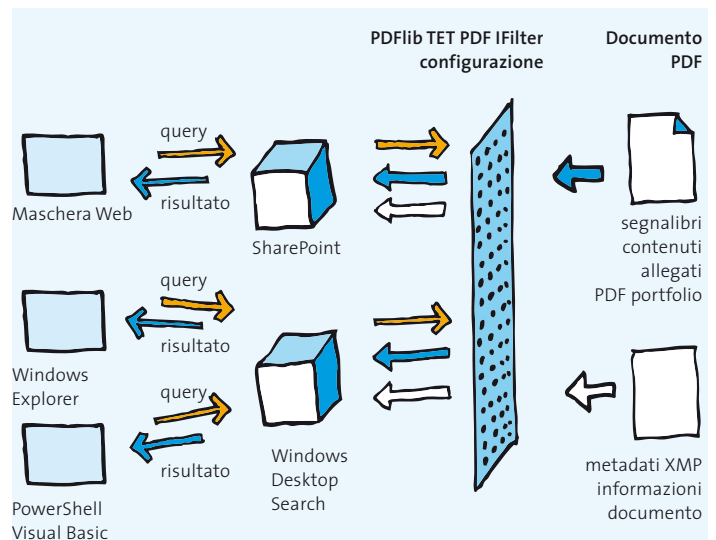 PDFlib TET PDF IFilter
configurazione
Documento
PDF
query
risultato
Maschera Web
SharePoint
segnalibri
contenuti
allegati
PDF portfolio
query
risultato
Windows
Explorer
query
risultato
Windows
Desktop
Search
PowerShell
Visual Basic
metadati XMP
informazioni
documento